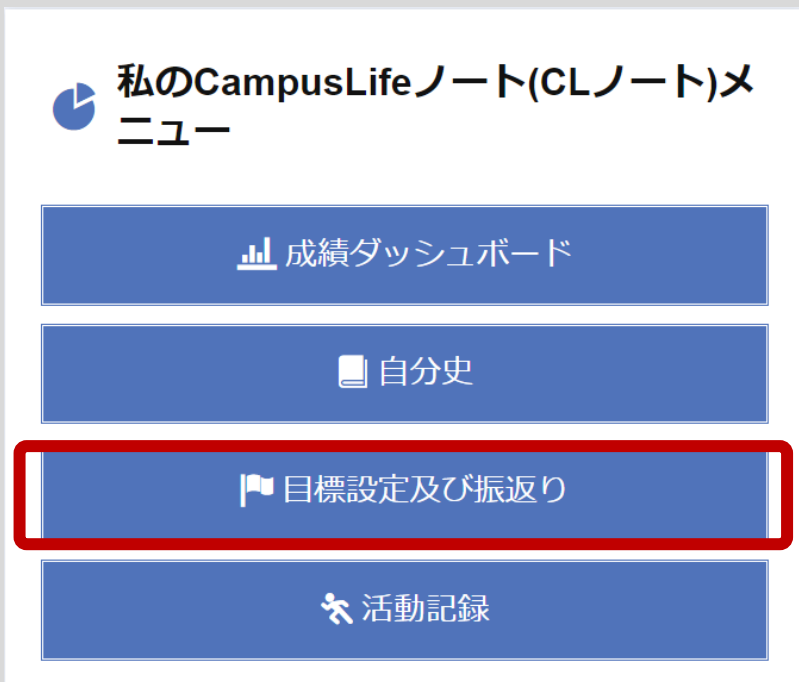 私のCampusLifeノート(CLノート)メ
ニュー
成績ダッシュボード
自分史
目標設定及び振返り
活動記録